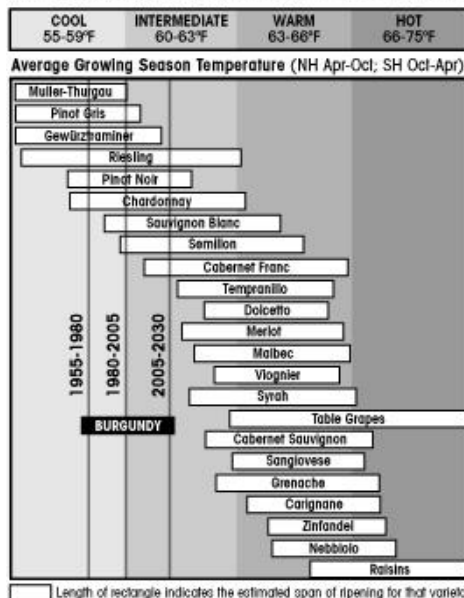 COOL INTERMEDIATE WARM HOT
55-59°F 60-63°F 63-66°F 66-75°F
Average Growing Season Temperature (NH Apr-Oct; SH Oct-Apr)
Muller-Thurgau
Pinot Gris
Gewürztraminer
Riesling
Pinot Noir
Chardonnay
Sauvignon Blanc
Semillon
Cabernet Franc
Tempranillo
Dolcetto
Merlot
Malbec
Viognier
Syrah
Table Grapes
Cabernet Sauvignon
Sangiovese
Grenache
Carignane
Zinfandel
Nebbiolo
Raisins
1955-1980
1980-2005
2005-2030
BURGUNDY
Length of rectangle indicates the estimated span of ripening for that